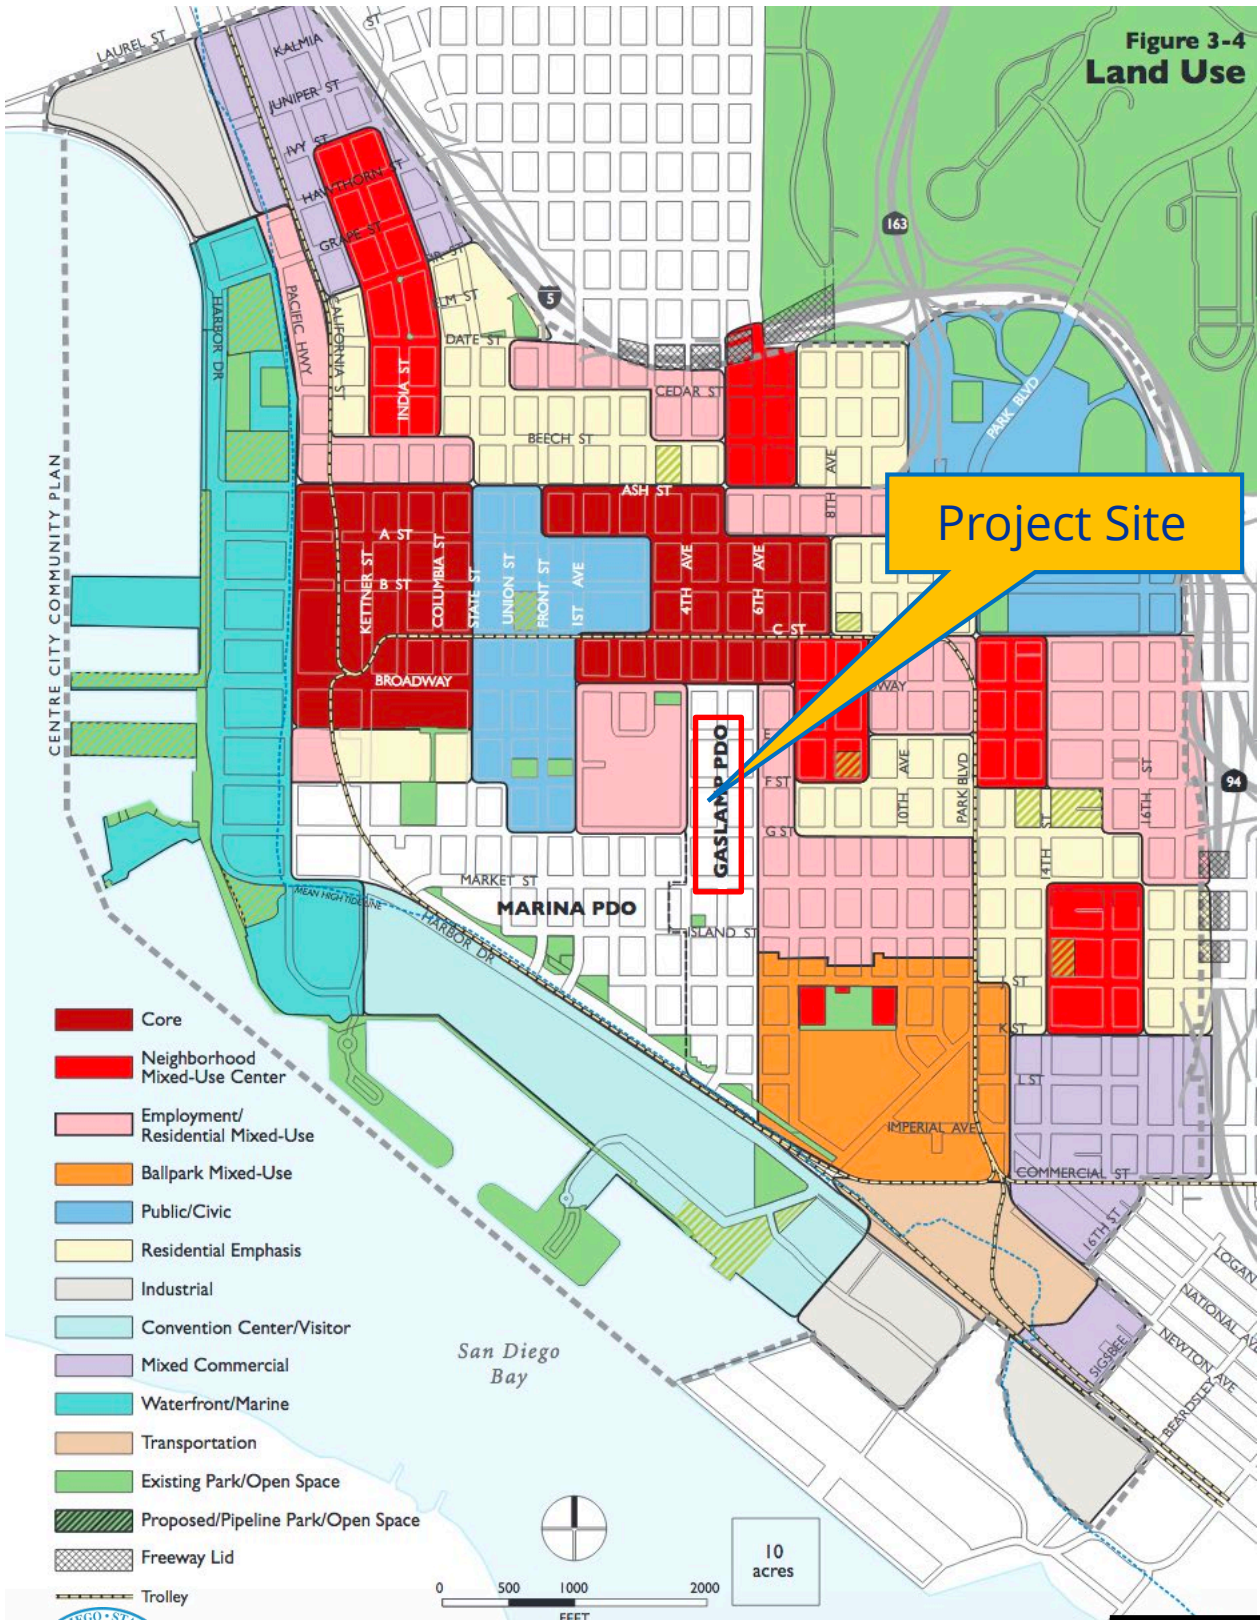 Figure 3-4
Land Use
LAUREL ST
ST
KALMIA
JUNIPER ST
IVY ST
HAWTHORN ST
GRAPE ST
ELM ST
DATE ST
CEDAR ST
BEECH ST
ASH ST
A ST
B ST
C ST
BROADWAY
HARBOR DR
PACIFIC HWY
CALIFORNIA ST
INDIA ST
KETTNER ST
COLUMBIA ST
STATE ST
UNION ST
FRONT ST
1ST AVE
4TH AVE
6TH AVE
8TH AVE
5
163
94
PARK BLVD
Project Site
CENTRE CITY COMMUNITY PLAN
E
F ST
G ST
GASLAMP PDO
10TH AVE
PARK BLVD
14TH ST
16TH ST
MARKET ST
MARINA PDO
ISLAND ST
MEAN HIGH TIDE LINE
HARBOR DR
K ST
L ST
IMPERIAL AVE
COMMERCIAL ST
16TH ST
LOGAN
NATIONAL AVE
NEWTON AVE
SIGSBEE
BEARDSLEY
San Diego
Bay
Core
Neighborhood
Mixed-Use Center
Employment/
Residential Mixed-Use
Ballpark Mixed-Use
Public/Civic
Residential Emphasis
Industrial
Convention Center/Visitor
Mixed Commercial
Waterfront/Marine
Transportation
Existing Park/Open Space
Proposed/Pipeline Park/Open Space
Freeway Lid
Trolley
0 500 1000 2000
FEET
10
acres